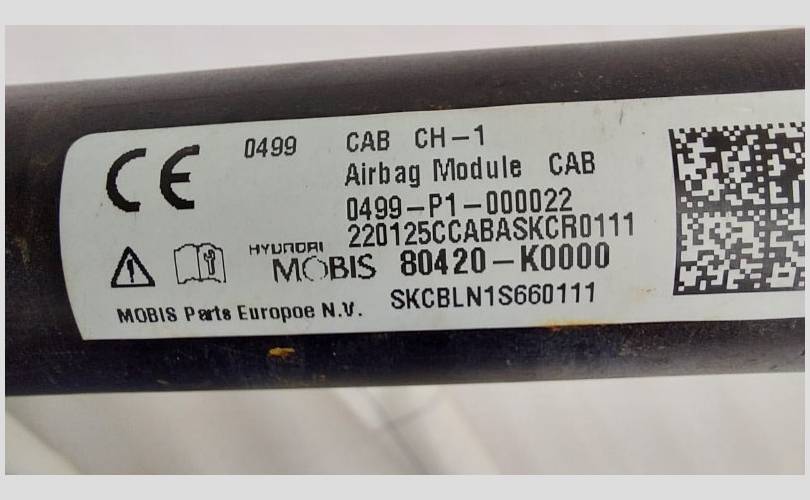 CE 0499 CAB CH-1
Airbag Module CAB
0499-P1-000022
220125CCABASKCR0111
HYUNDAI
MOBIS 80420-K0000
SKCBLN1S660111
MOBIS Parts Europoe N.V.